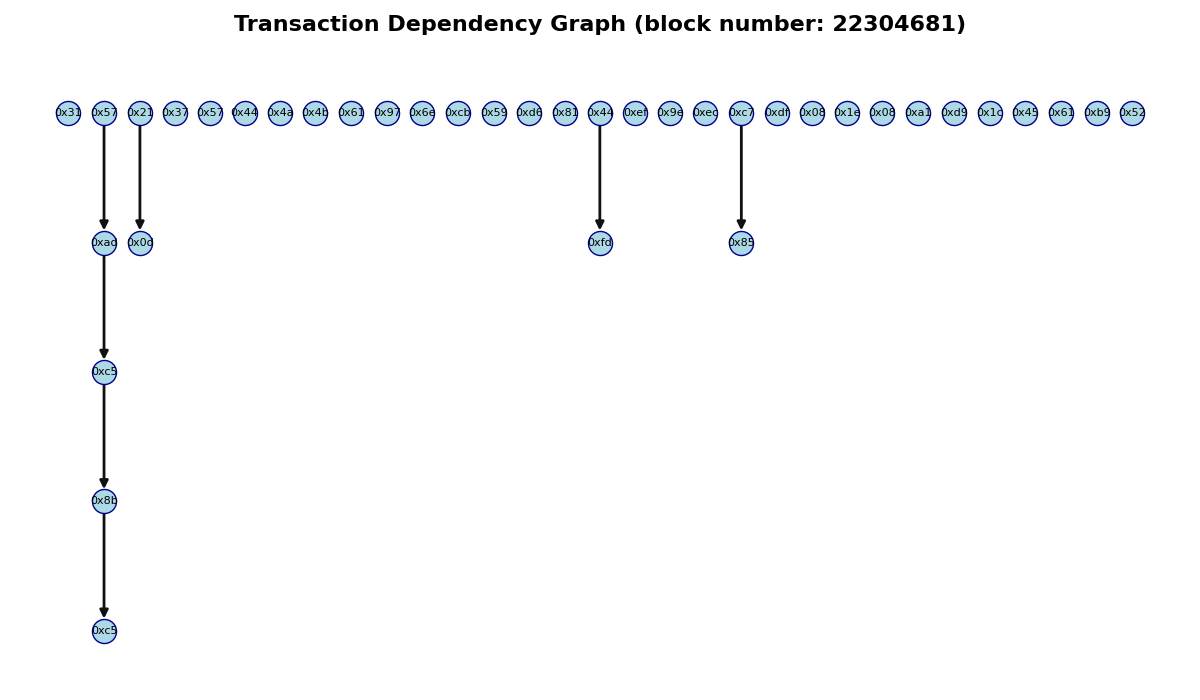 Transaction Dependency Graph (block number: 22304681)
0x31 0x57 0x21 0x37 0x57 0x44 0x4a 0x4b 0x61 0x97 0x6e 0xcb 0x59 0xd6 0x81 0x44 0xef 0x9e 0xec 0xc7 0xdf 0x08 0x1e 0x08 0xa1 0xd9 0x1c 0x45 0x61 0xb9 0x52
0xad 0x0d 0xfd 0x85
0xc5
0x8b
0xc5